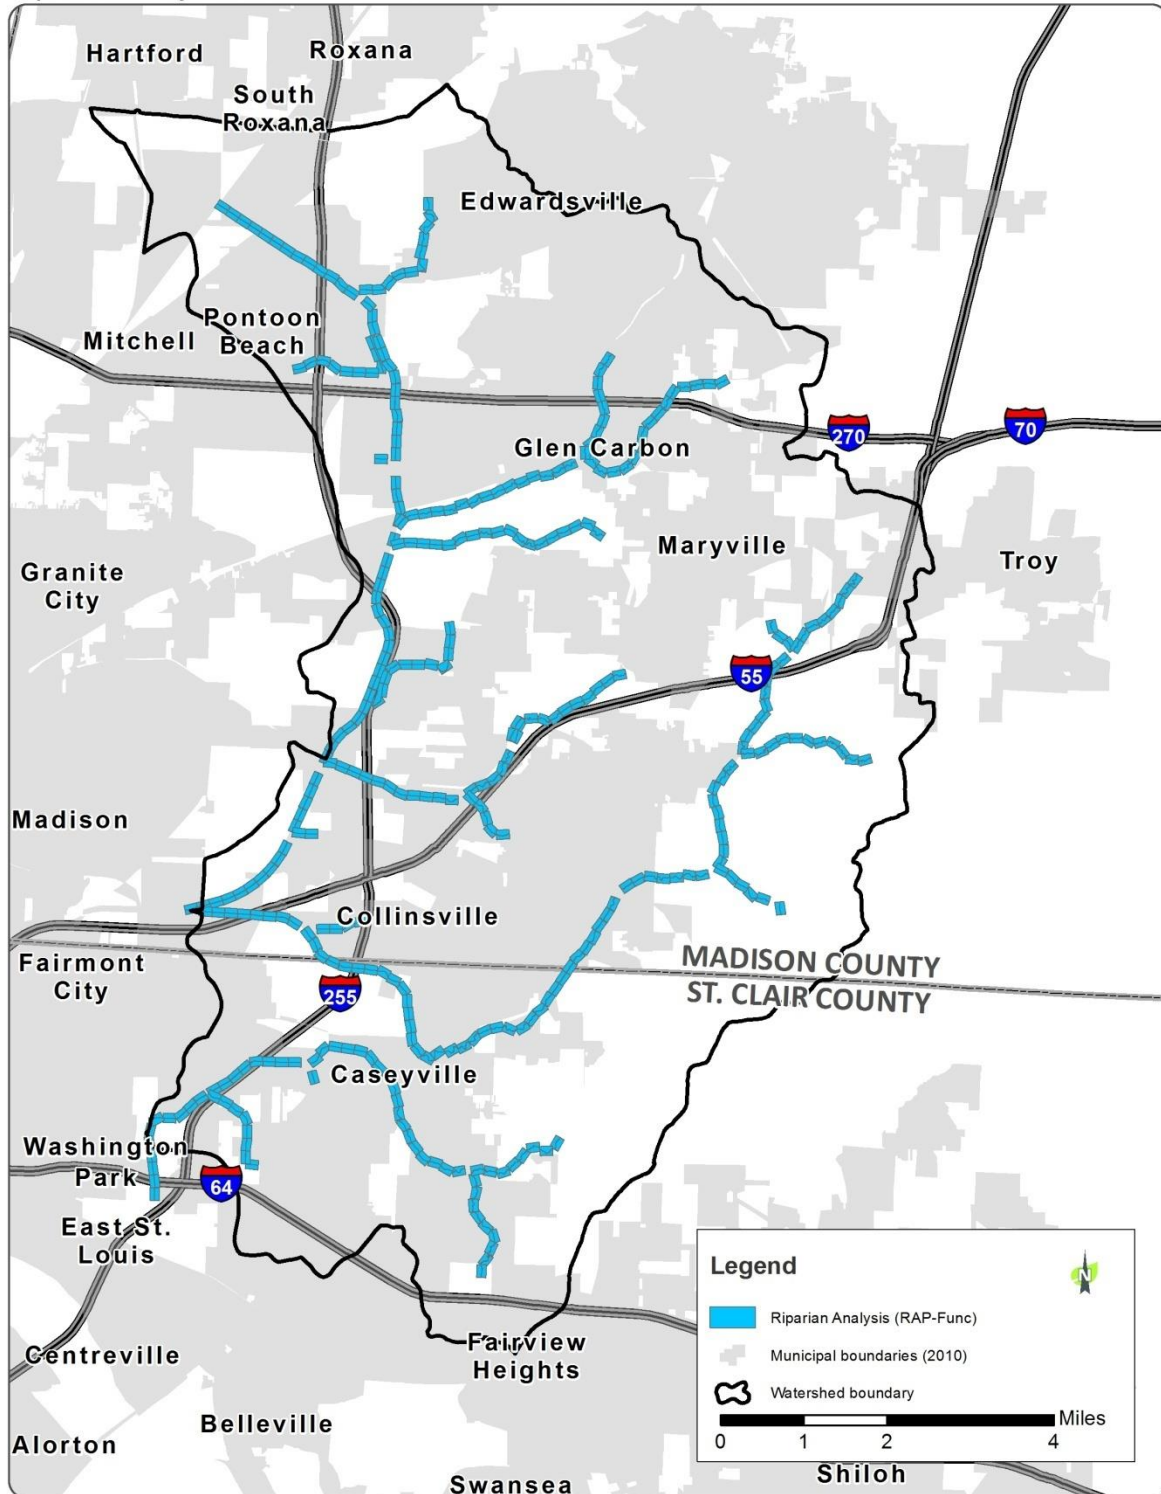 Hartford
Roxana
South
Roxana
Edwardsville
Mitchell
Pontoon
Beach
270
70
Glen Carbon
Maryville
Troy
Granite
City
55
Madison
Collinsville
MADISON COUNTY
ST. CLAIR COUNTY
Fairmont
City
255
Caseyville
Washington
Park
64
East St.
Louis
Fairview
Heights
Centreville
Belleville
Alorton
Swansea
Shiloh
Legend
N
Riparian Analysis (RAP-Func)
Municipal boundaries (2010)
Watershed boundary
Miles
0 1 2 4